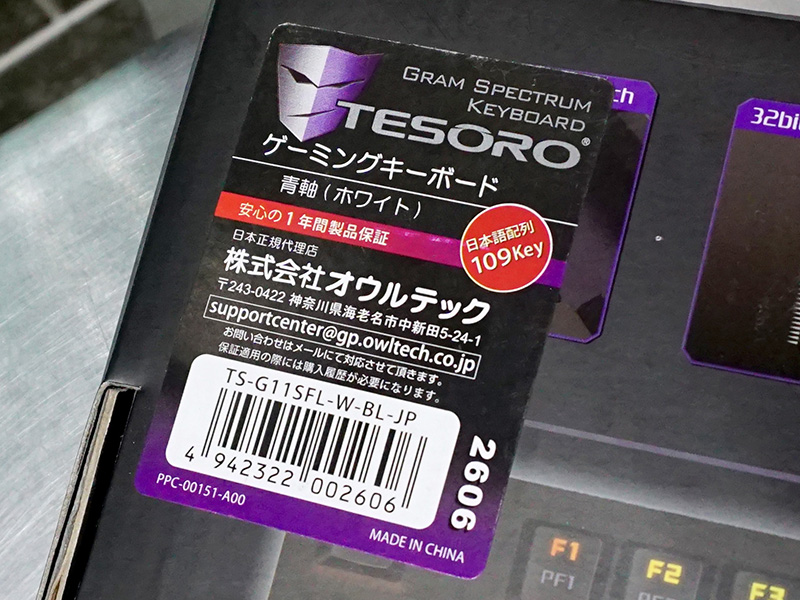 GRAM SPECTRUM
KEYBOARD
TESORO®
ゲーミングキーボード
青軸(ホワイト)
安心の1年間製品保証
日本語配列
109Key
日本正規代理店
株式会社オウルテック
〒243-0422 神奈川県海老名市中新田5-24-1
supportcenter@gp.owltech.co.jp
お問い合わせはメールにて対応させて頂きます。
保証適用の際には購入履歴が必要になります。
TS-G11SFL-W-BL-JP
4 942322 002606
2606
PPC-00151-A00
MADE IN CHINA
F1
PF1
F2
F3